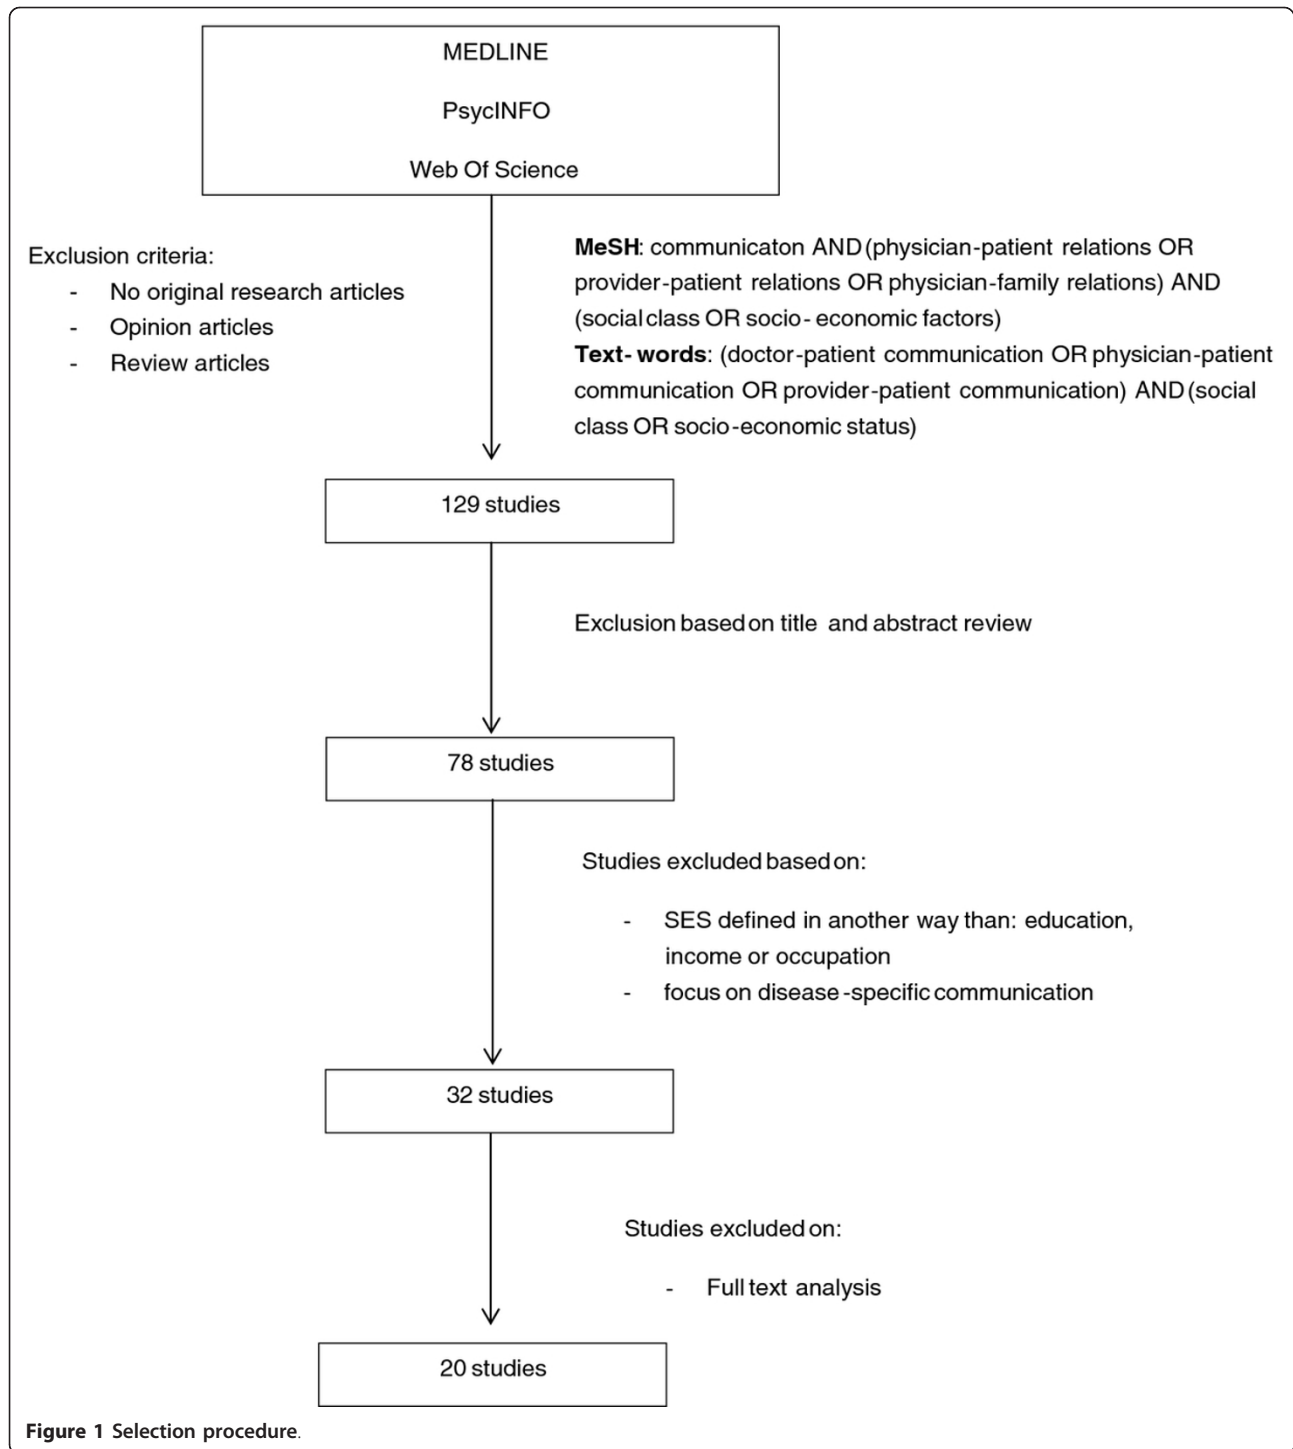 MEDLINE
PsycINFO
Web Of Science
Exclusion criteria:
- No original research articles
- Opinion articles
- Review articles
MeSH: communicaton AND (physician-patient relations OR
provider-patient relations OR physician-family relations) AND
(social class OR socio- economic factors)
Text- words: (doctor-patient communication OR physician-patient
communication OR provider-patient communication) AND (social
class OR socio-economic status)
129 studies
Exclusion based on title and abstract review
78 studies
Studies excluded based on:
- SES defined in another way than: education,
income or occupation
- focus on disease -specific communication
32 studies
Studies excluded on:
- Full text analysis
20 studies
Figure 1 Selection procedure.